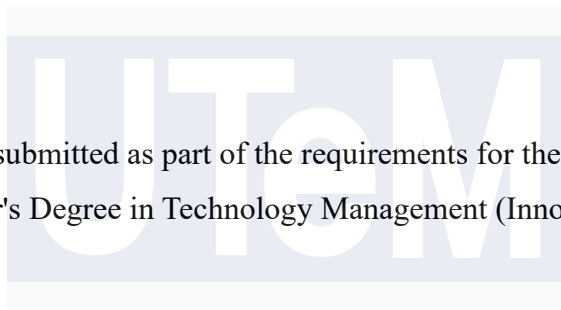 UTeM
submitted as part of the requirements for the
's Degree in Technology Management (Inno